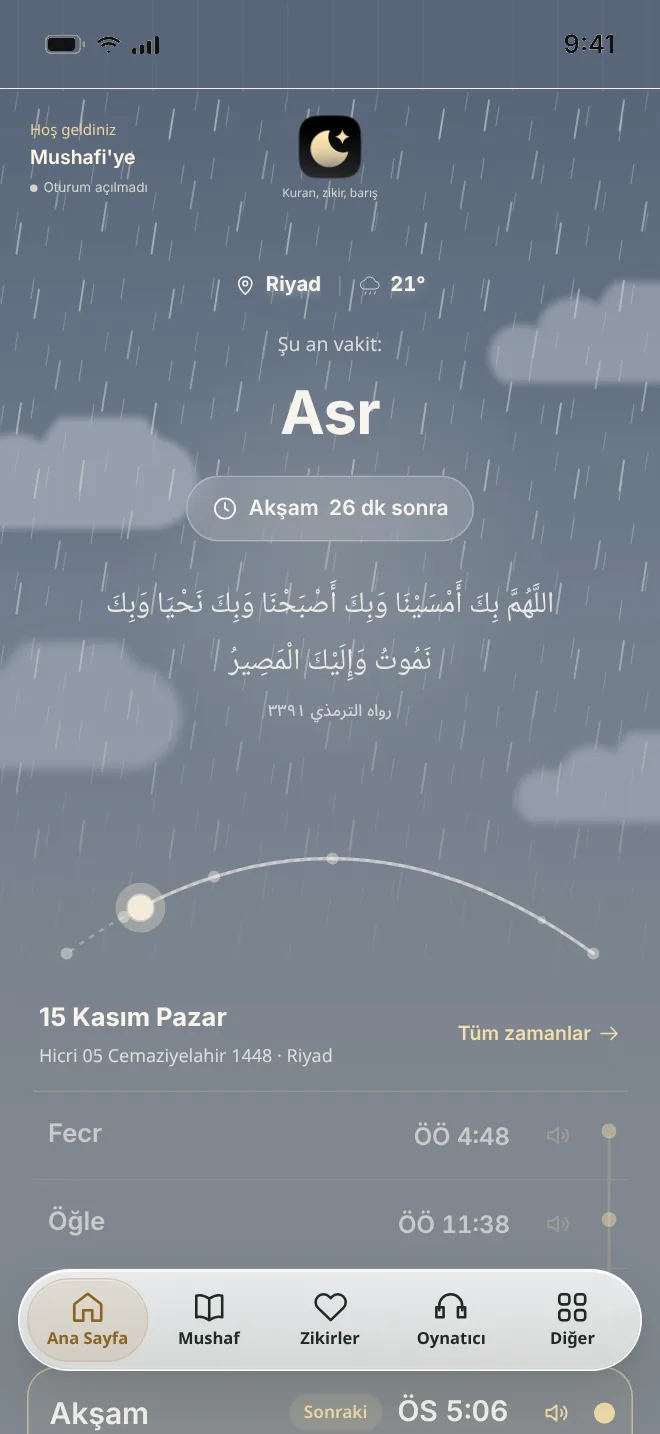 9:41
Hoş geldiniz
Mushafi'ye
Oturum açılmadı
Kuran, zikir, barış
Riyad
21°
Şu an vakit:
Asr
Akşam 26 dk sonra
اللَّهُمَّ بِكَ أَمْسَيْنَا وَبِكَ أَصْبَحْنَا وَبِكَ نَحْيَا وَبِكَ
نَمُوتُ وَإِلَيْكَ الْمَصِيرُ
رواه الترمذي ٣٣٩١
15 Kasım Pazar
Hicri 05 Cemaziyelahir 1448 · Riyad
Tüm zamanlar →
Fecr ÖÖ 4:48
Öğle ÖÖ 11:38
Ana Sayfa Mushaf Zikirler Oynatıcı Diğer
Akşam Sonraki ÖS 5:06